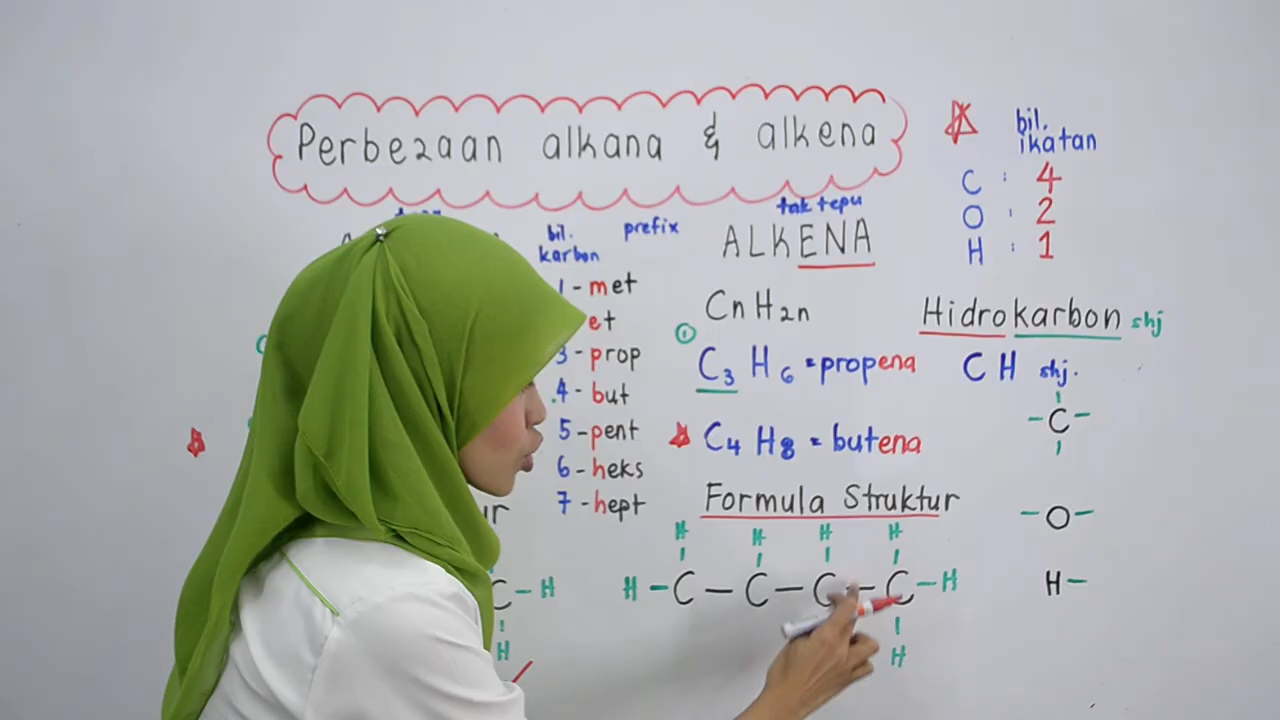 Perbezaan alkana & alkena
bil.
ikatan
C : 4
O : 2
H : 1
bil.
karbon
prefix
1 - met
et
3 - prop
4 - but
5 - pent
6 - heks
7 - hept
tak tepu
ALKENA
CnH2n
① C3 H6 = propena
C4 H8 = butena
Formula Struktur
H H H H
H - C - C - C - C - H
H
C - H
H
Hidrokarbon shj
CH shj.
- C -
- O -
H -